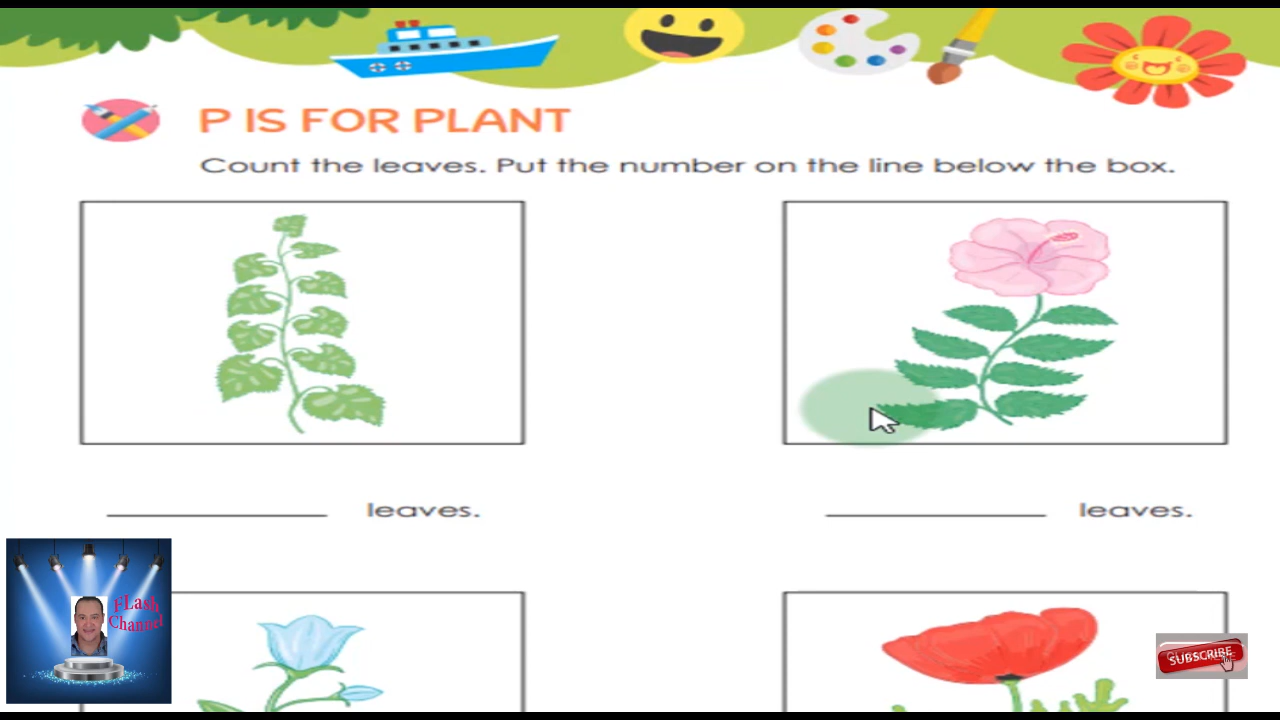 P IS FOR PLANT
Count the leaves. Put the number on the line below the box.
leaves.
leaves.
FLash
Channel
SUBSCRIBE